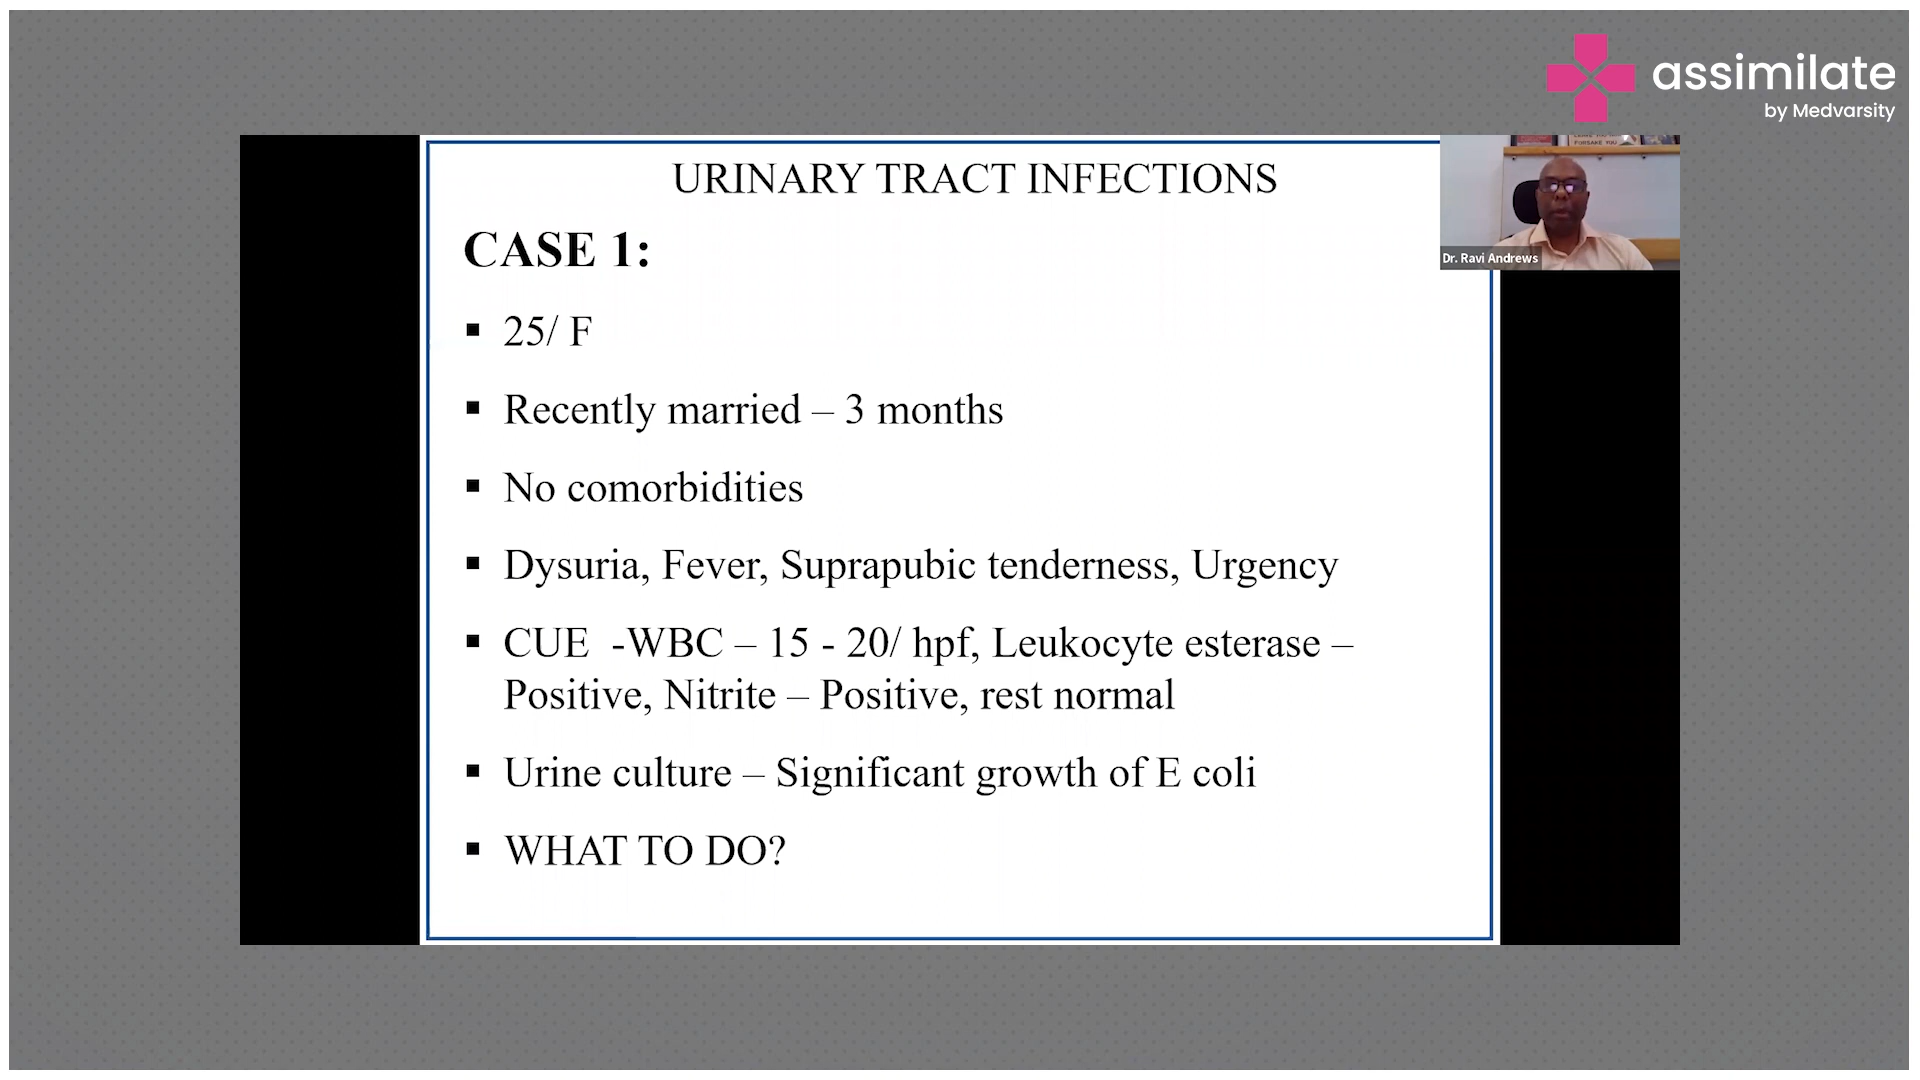 assimilate
by Medvarsity
URINARY TRACT INFECTIONS
FORSAKE YOU
Dr. Ravi Andrews
CASE 1:
▪ 25/ F
▪ Recently married – 3 months
▪ No comorbidities
▪ Dysuria, Fever, Suprapubic tenderness, Urgency
▪ CUE -WBC – 15 - 20/ hpf, Leukocyte esterase –
Positive, Nitrite – Positive, rest normal
▪ Urine culture – Significant growth of E coli
▪ WHAT TO DO?